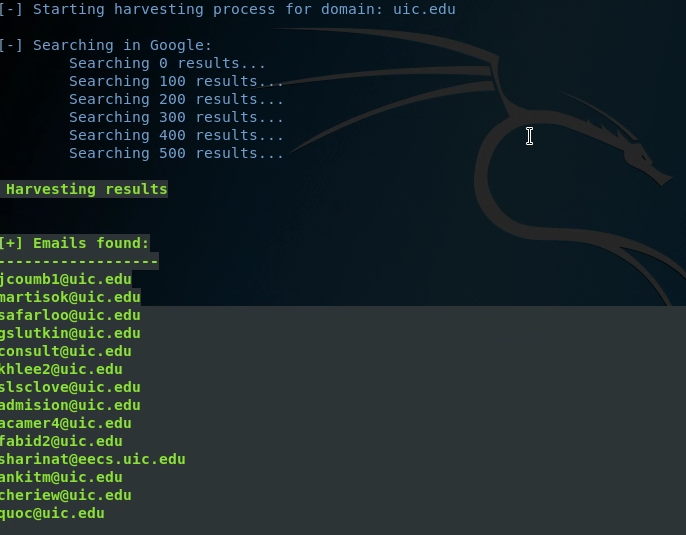 [-] Starting harvesting process for domain: uic.edu
[-] Searching in Google:
Searching 0 results...
Searching 100 results...
Searching 200 results...
Searching 300 results...
Searching 400 results...
Searching 500 results...
Harvesting results
[+] Emails found:
------------------
jcoumb1@uic.edu
martisok@uic.edu
safarloo@uic.edu
gslutkin@uic.edu
consult@uic.edu
khlee2@uic.edu
slsclove@uic.edu
admision@uic.edu
acamer4@uic.edu
fabid2@uic.edu
sharinat@eecs.uic.edu
ankitm@uic.edu
cheriew@uic.edu
quoc@uic.edu